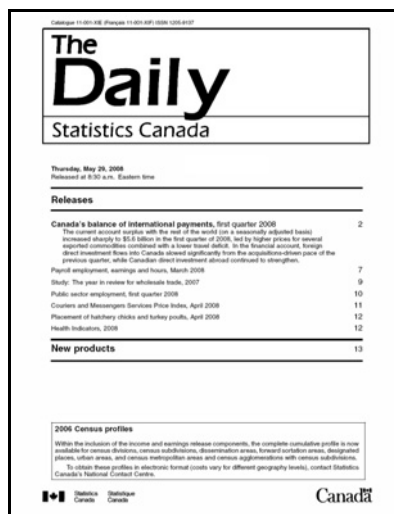 Catalogue 11-001-XIE (Français 11-001-XIF) ISSN 1205-9137
The
Daily
Statistics Canada
Thursday, May 29, 2008
Released at 8:30 a.m. Eastern time
Releases
Canada's balance of international payments, first quarter 2008 2
The current account surplus with the rest of the world (on a seasonally adjusted basis)
increased sharply to $5.6 billion in the first quarter of 2008, led by higher prices for several
exported commodities combined with a lower travel deficit. In the financial account, foreign
direct investment flows into Canada slowed significantly from the acquisitions-driven pace of the
previous quarter, while Canadian direct investment abroad continued to strengthen.
Payroll employment, earnings and hours, March 2008 7
Study: The year in review for wholesale trade, 2007 9
Public sector employment, first quarter 2008 10
Couriers and Messengers Services Price Index, April 2008 11
Placement of hatchery chicks and turkey poults, April 2008 12
Health Indicators, 2008 12
New products 13
2006 Census profiles
Within the inclusion of the income and earnings release components, the complete cumulative profile is now
available for census divisions, census subdivisions, dissemination areas, forward sortation areas, designated
places, urban areas, and census metropolitan areas and census agglomerations with census subdivisions.
To obtain these profiles in electronic format (costs vary for different geography levels), contact Statistics
Canada's National Contact Centre.
Statistics Canada
Statistique Canada
Canada